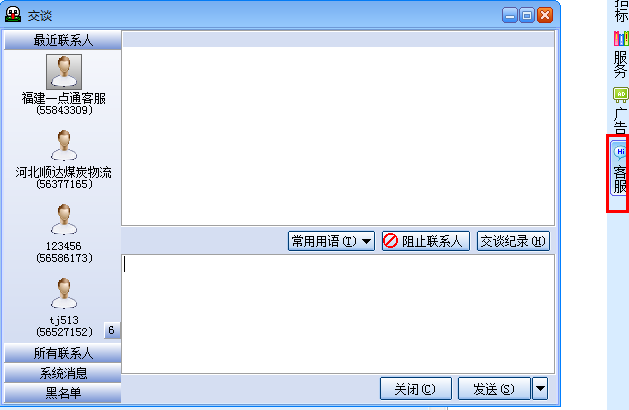 交谈
最近联系人
福建一点通客服
(55843309)
河北顺达煤炭物流
(56377165)
123456
(56586173)
tj513
(56527152)
6
所有联系人
系统消息
黑名单
常用用语(T)
阻止联系人
交谈纪录(H)
关闭(C)
发送(S)
招标
服务
AD
广告
Hi
客服